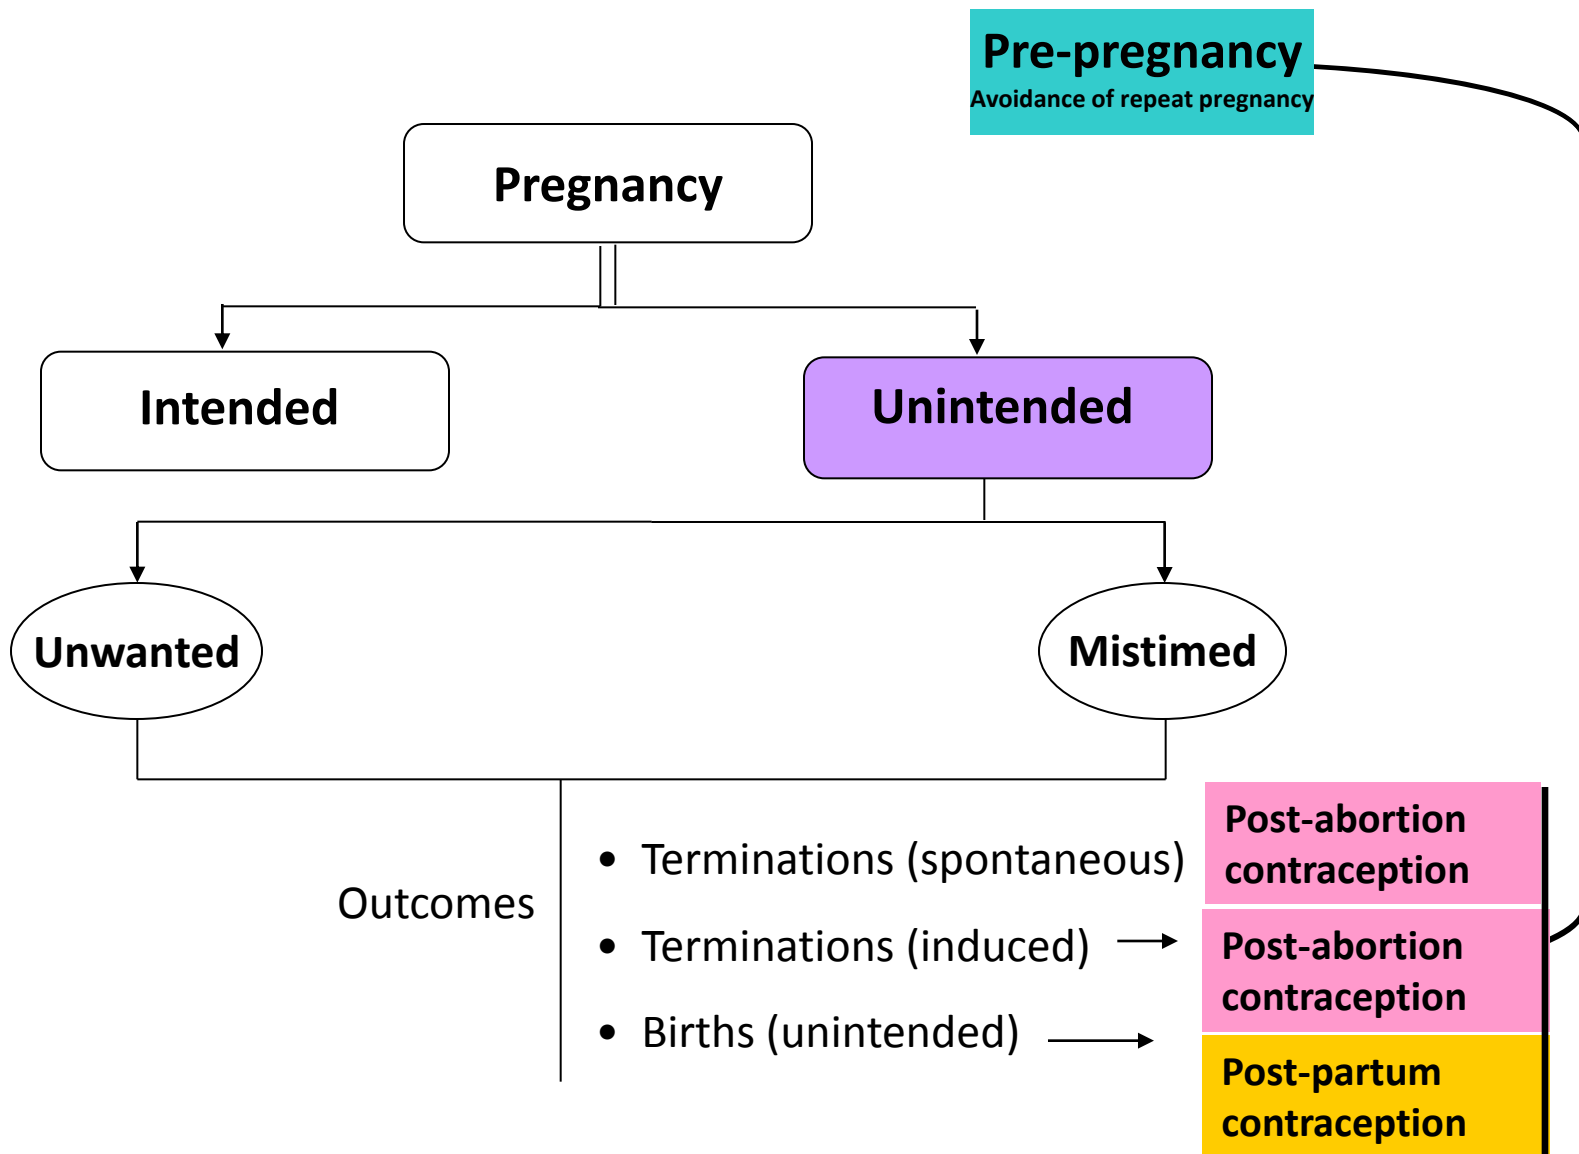 Pre-pregnancy
Avoidance of repeat pregnancy
Pregnancy
Intended
Unintended
Unwanted
Mistimed
Outcomes
• Terminations (spontaneous)
• Terminations (induced)
• Births (unintended)
Post-abortion
contraception
Post-abortion
contraception
Post-partum
contraception